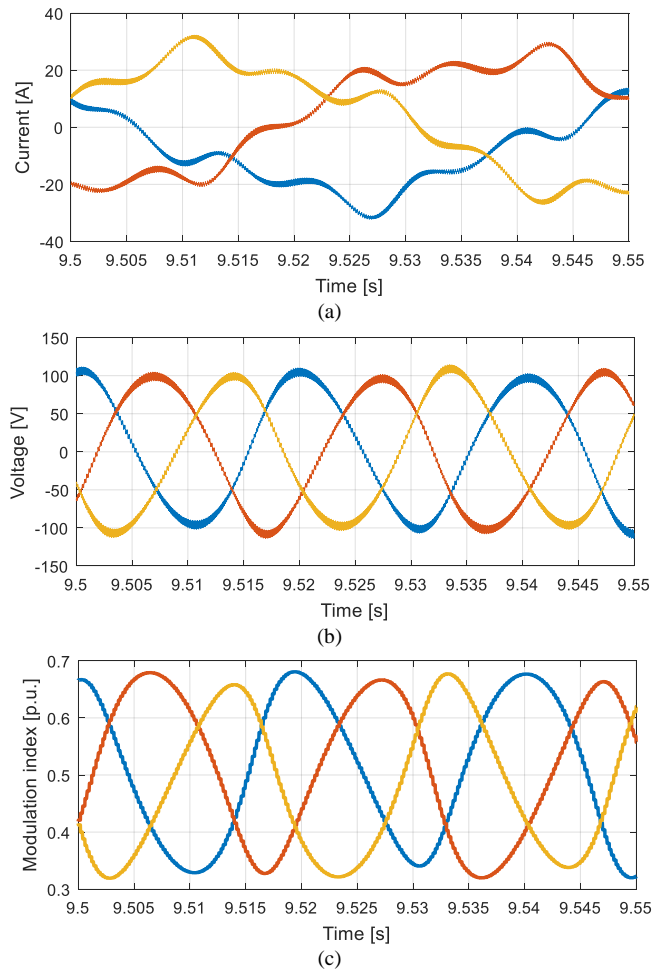 40
20
0
-20
-40
Current [A]
9.5 9.505 9.51 9.515 9.52 9.525 9.53 9.535 9.54 9.545 9.55
Time [s]
(a)
150
100
50
0
-50
-100
-150
Voltage [V]
9.5 9.505 9.51 9.515 9.52 9.525 9.53 9.535 9.54 9.545 9.55
Time [s]
(b)
0.7
0.6
0.5
0.4
0.3
Modulation index [p.u.]
9.5 9.505 9.51 9.515 9.52 9.525 9.53 9.535 9.54 9.545 9.55
Time [s]
(c)